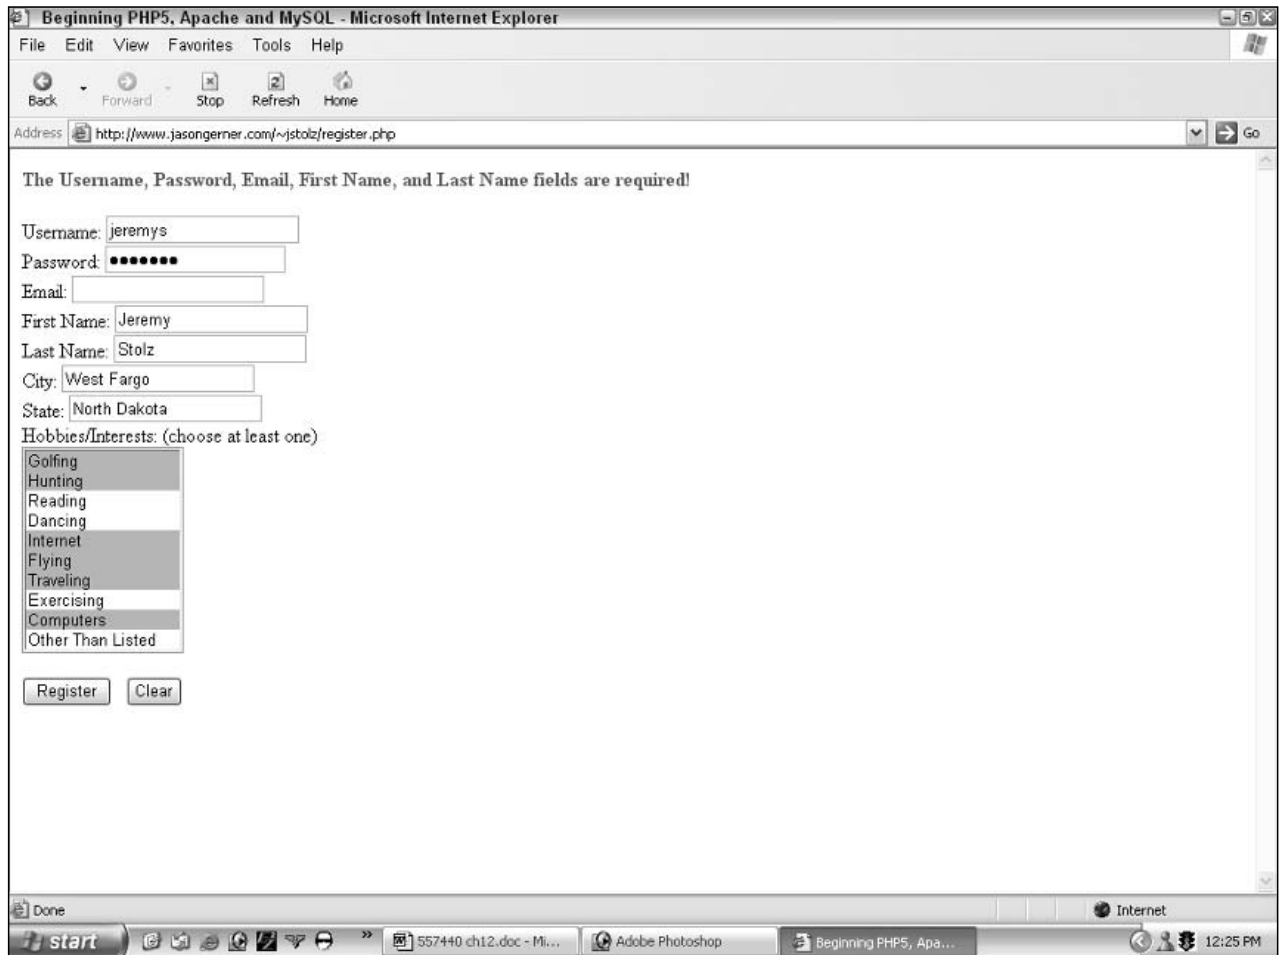 Beginning PHP5, Apache and MySQL - Microsoft Internet Explorer
File Edit View Favorites Tools Help
Back Forward Stop Refresh Home
Address http://www.jasongerner.com/~jstolz/register.php Go
The Username, Password, Email, First Name, and Last Name fields are required!
Username: jeremys
Password: •••••••
Email:
First Name: Jeremy
Last Name: Stolz
City: West Fargo
State: North Dakota
Hobbies/Interests: (choose at least one)
Golfing
Hunting
Reading
Dancing
Internet
Flying
Traveling
Exercising
Computers
Other Than Listed
Register Clear
Done Internet
start » 557440 ch12.doc - Mi... Adobe Photoshop Beginning PHP5, Apa... 12:25 PM